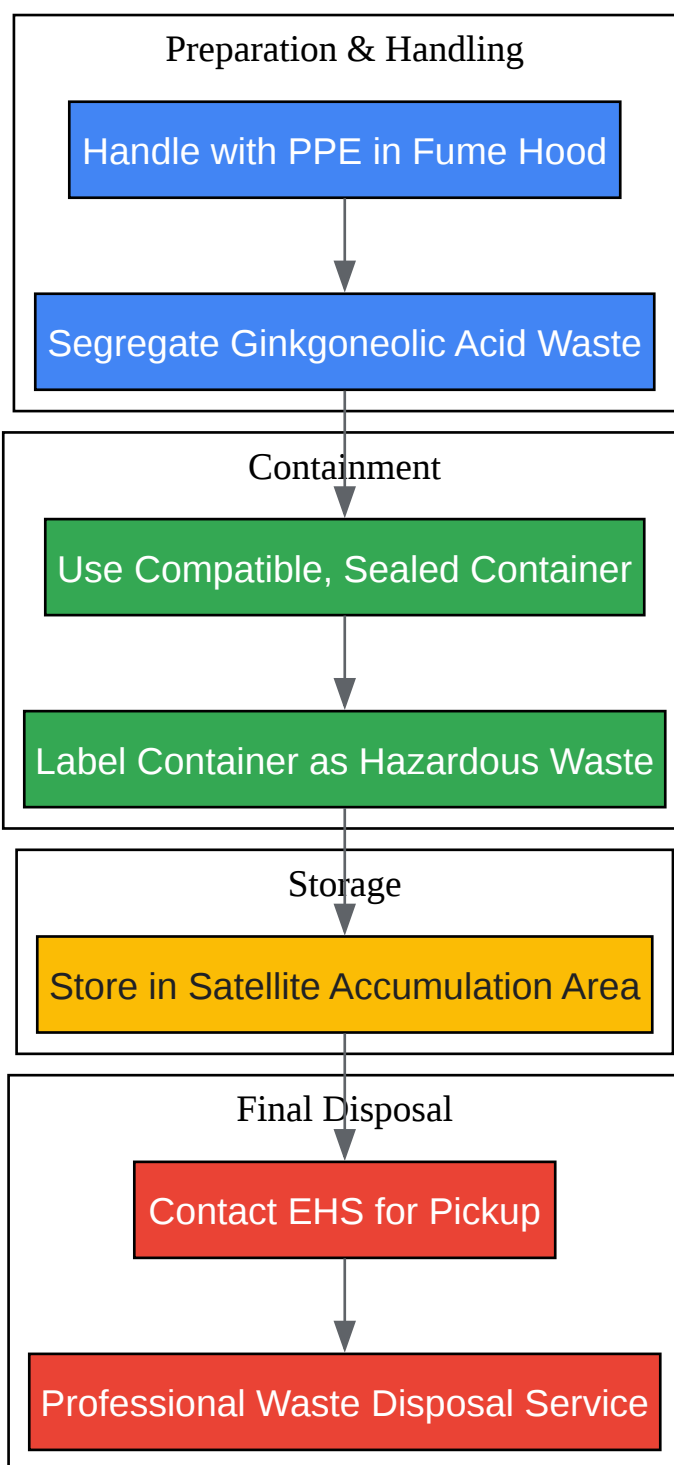 Preparation & Handling
Handle with PPE in Fume Hood
Segregate Ginkgoneolic Acid Waste
Containment
Use Compatible, Sealed Container
Label Container as Hazardous Waste
Storage
Store in Satellite Accumulation Area
Final Disposal
Contact EHS for Pickup
Professional Waste Disposal Service